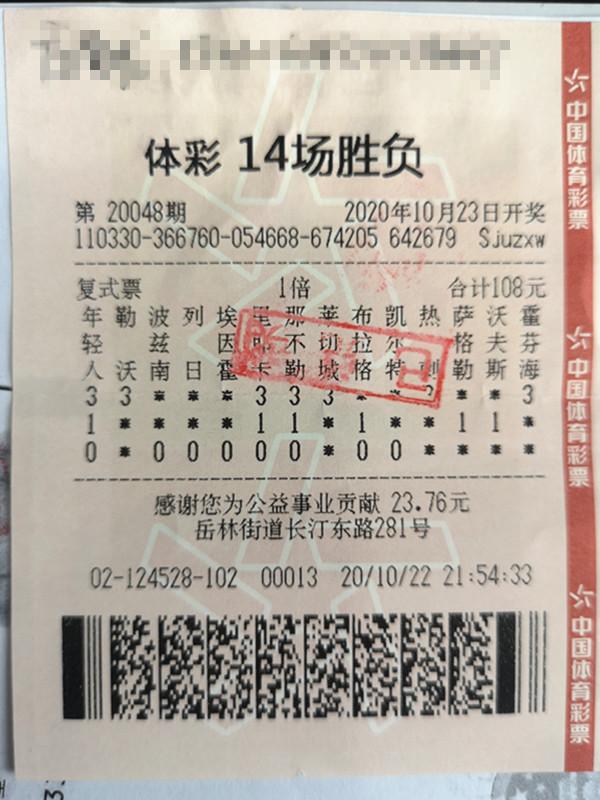 体彩 14场胜负
第 20048期 2020年10月23日开奖
110330-366760-054668-674205 642679 Sjuzxw
复式票 1倍 合计108元
年 勒 波 列 埃 里 那 莱 布 凯 热 萨 沃 霍
轻 兹 因 不 切 拉 尔 格 夫 芬
人 沃 南 日 霍 卡 勒 城 格 特 刺 勒 斯 海
3 3 * * * 3 3 3 * * * * 3
1 * * * * 1 1 * 1 * * 1 1 *
0 * 0 0 0 0 0 * 0 0 * * * *
感谢您为公益事业贡献 23.76元
岳林街道长汀东路281号
02-124528-102 00013 20/10/22 21:54:33
中国体育彩票
中国体育彩票
中国体育彩票